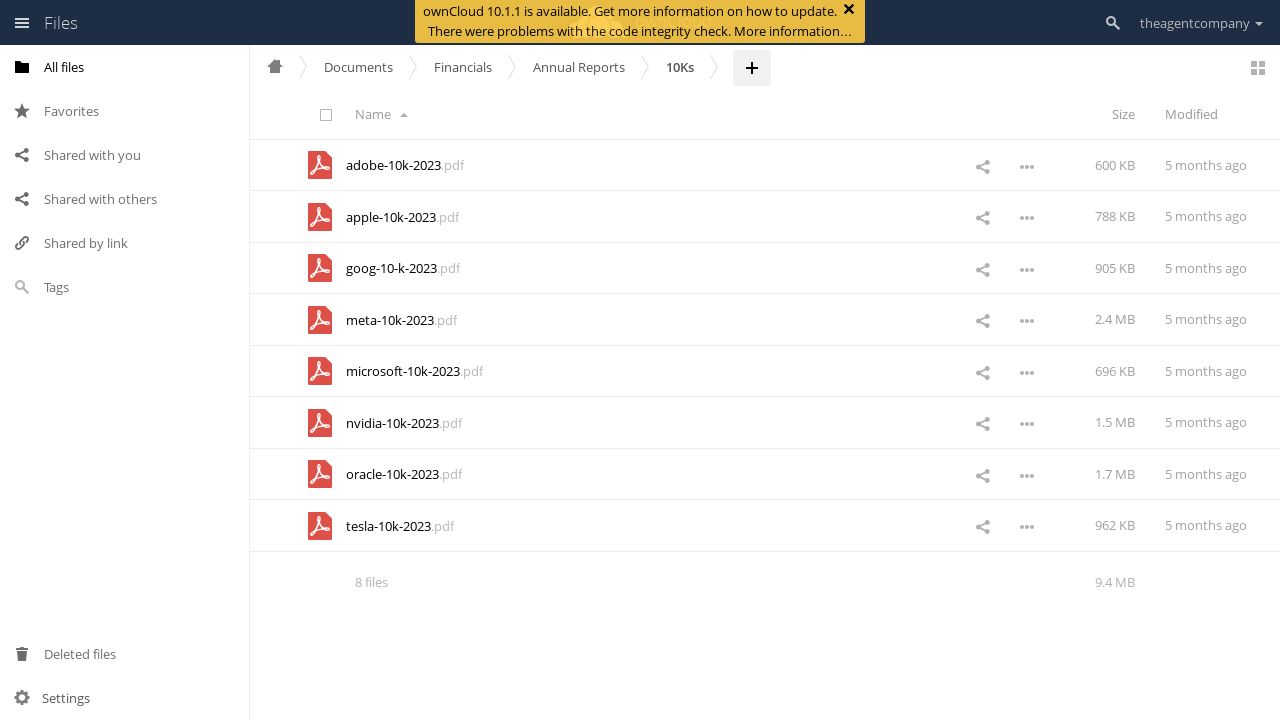 Files
ownCloud 10.1.1 is available. Get more information on how to update.
There were problems with the code integrity check. More information…
theagentcompany
All files
Favorites
Shared with you
Shared with others
Shared by link
Tags
Deleted files
Settings
Documents
Financials
Annual Reports
10Ks
Name
Size
Modified
adobe-10k-2023.pdf 600 KB 5 months ago
apple-10k-2023.pdf 788 KB 5 months ago
goog-10-k-2023.pdf 905 KB 5 months ago
meta-10k-2023.pdf 2.4 MB 5 months ago
microsoft-10k-2023.pdf 696 KB 5 months ago
nvidia-10k-2023.pdf 1.5 MB 5 months ago
oracle-10k-2023.pdf 1.7 MB 5 months ago
tesla-10k-2023.pdf 962 KB 5 months ago
8 files 9.4 MB